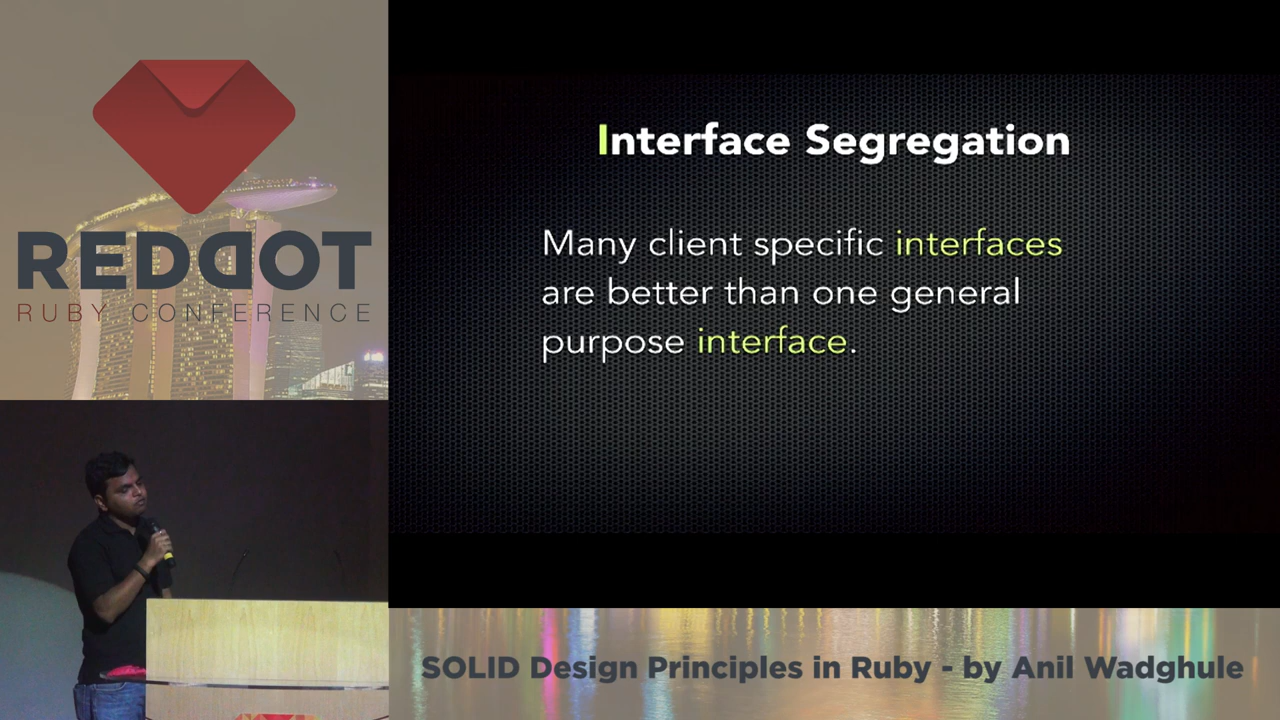 REDDOT
RUBY CONFERENCE
Interface Segregation
Many client specific interfaces
are better than one general
purpose interface.
SOLID Design Principles in Ruby - by Anil Wadghule